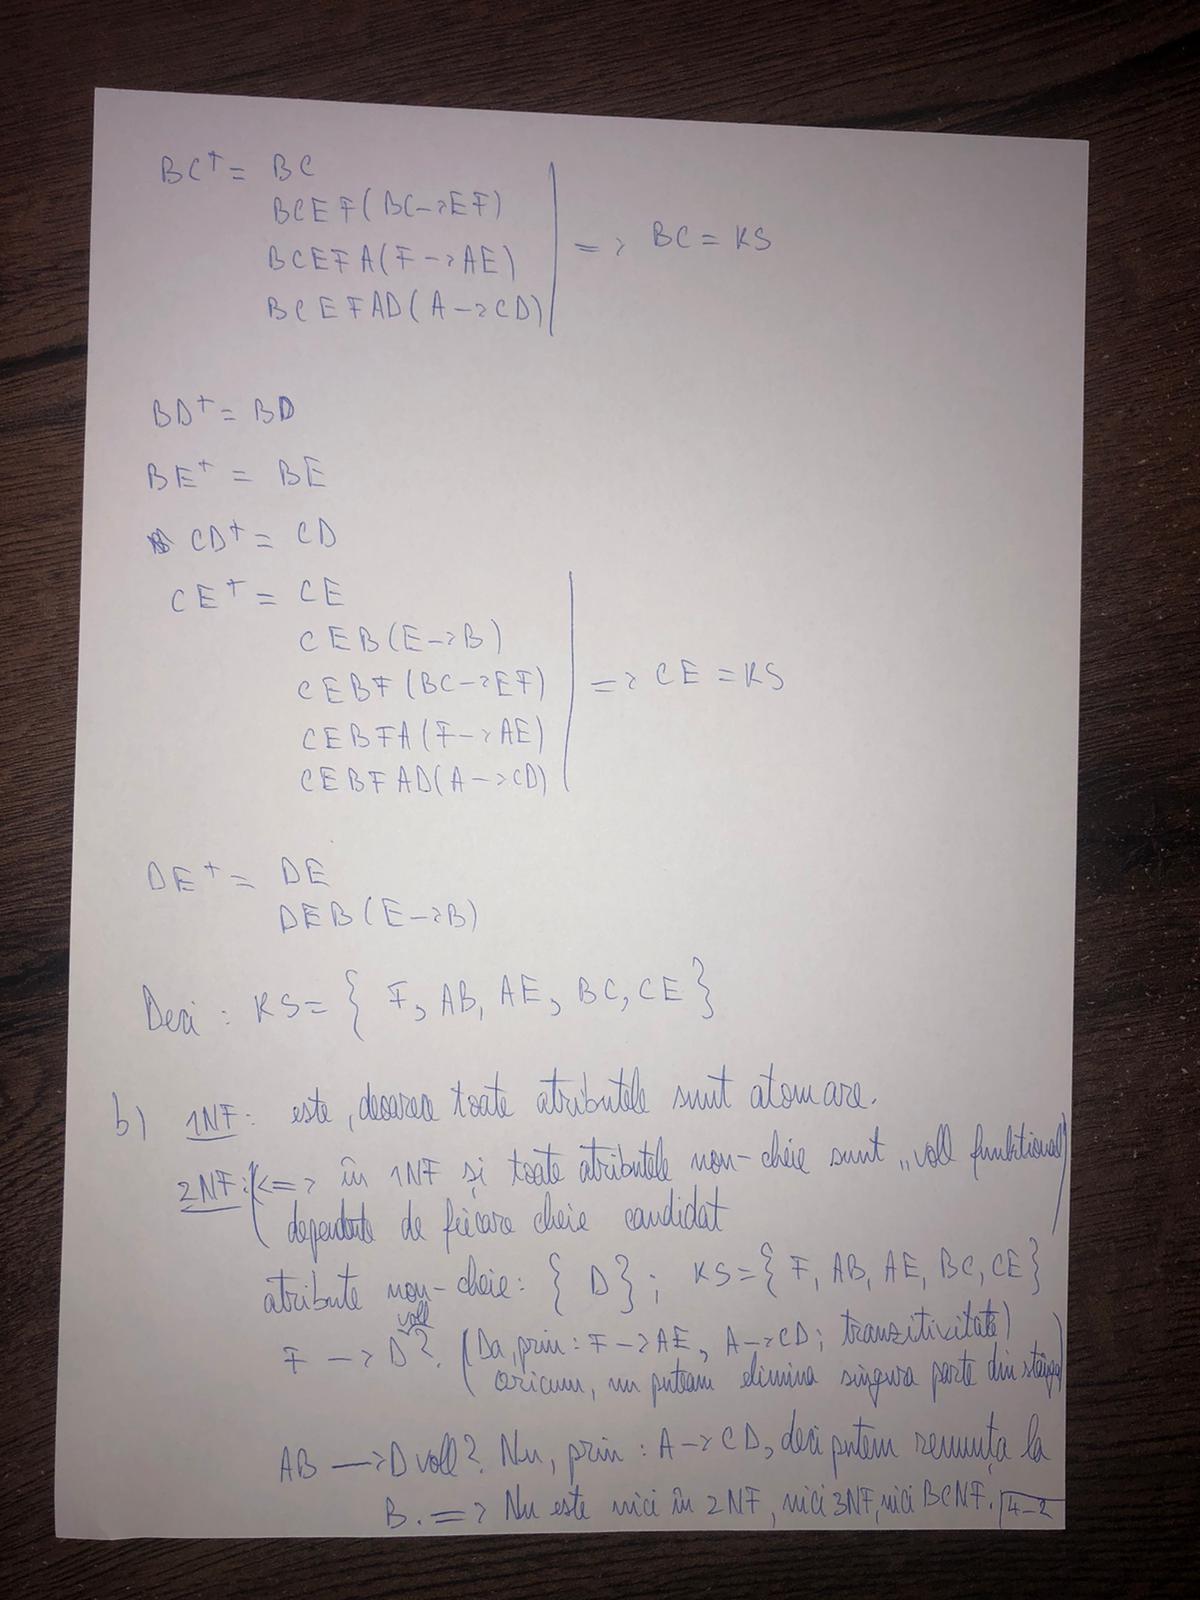 BC⁺ = BC
BCEF (BC->EF)
BCEFA (F->AE)
BCEFAD (A->CD)
=> BC = KS
BD⁺ = BD
BE⁺ = BE
CD⁺ = CD
CE⁺ = CE
CEB (E->B)
CEBF (BC->EF)
CEBFA (F->AE)
CEBFAD (A->CD)
=> CE = KS
DE⁺ = DE
DEB (E->B)
Deci: KS = { F, AB, AE, BC, CE }
b) 1NF: este, deoarece toate atributele sunt atomare.
2NF: (<=> în 1NF și toate atributele non-cheie sunt „voll funktional"
dependente de fiecare cheie candidat)
atribute non-cheie: { D }; KS = { F, AB, AE, BC, CE }
F -> D voll? (Da, prin: F->AE, A->CD; tranzitivitate)
oricum, nu puteam elimina singura parte din stânga)
AB -> D voll? Nu, prin: A->CD, deci putem renunța la
B. => Nu este nici în 2NF, nici 3NF, nici BCNF. 4-2